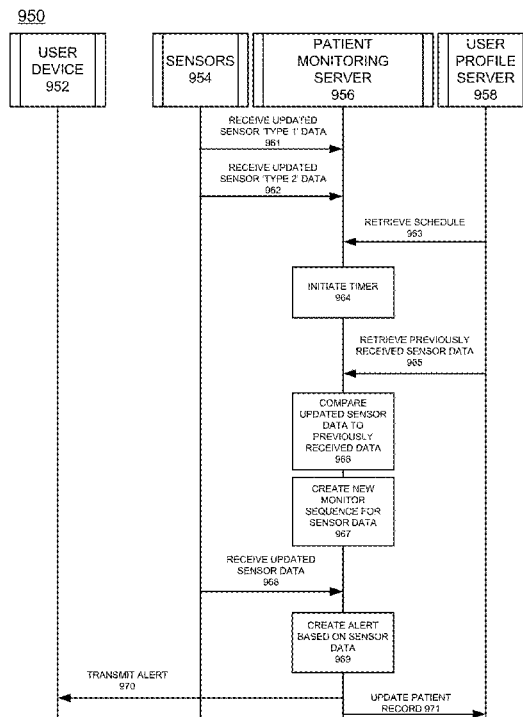 950
USER
DEVICE
952
SENSORS
954
PATIENT
MONITORING
SERVER
956
USER
PROFILE
SERVER
958
RECEIVE UPDATED
SENSOR 'TYPE 1' DATA
961
RECEIVE UPDATED
SENSOR 'TYPE 2' DATA
962
RETRIEVE SCHEDULE
963
INITIATE TIMER
964
RETRIEVE PREVIOUSLY
RECEIVED SENSOR DATA
965
COMPARE
UPDATED SENSOR
DATA TO
PREVIOUSLY
RECEIVED DATA
966
CREATE NEW
MONITOR
SEQUENCE FOR
SENSOR DATA
967
RECEIVE UPDATED
SENSOR DATA
968
CREATE ALERT
BASED ON SENSOR
DATA
969
TRANSMIT ALERT
970
UPDATE PATIENT
RECORD 971